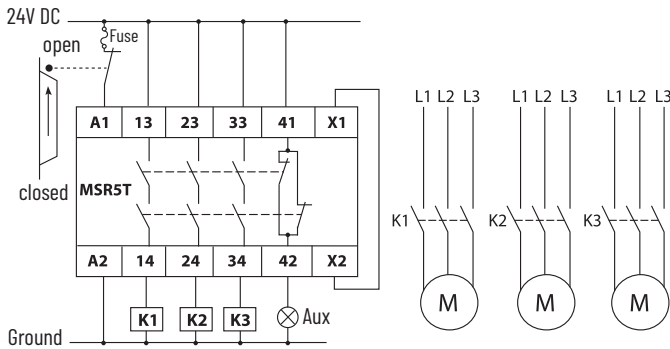 24V DC
Fuse
open
A1 13 23 33 41 X1
L1 L2 L3 L1 L2 L3 L1 L2 L3
closed
MSR5T
K1 K2 K3
A2 14 24 34 42 X2
M M M
K1 K2 K3 Aux
Ground